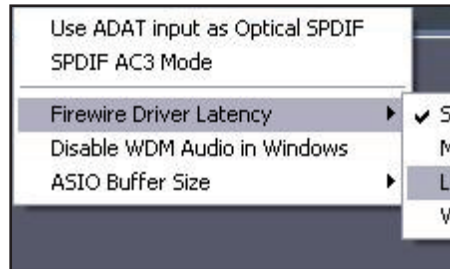 Use ADAT input as Optical SPDIF
SPDIF AC3 Mode
Firewire Driver Latency
Disable WDM Audio in Windows
ASIO Buffer Size